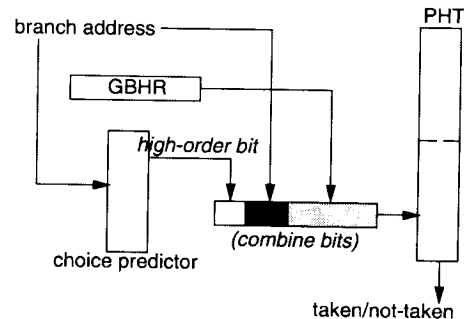 PHT
branch address
GBHR
high-order bit
(combine bits)
choice predictor
taken/not-taken